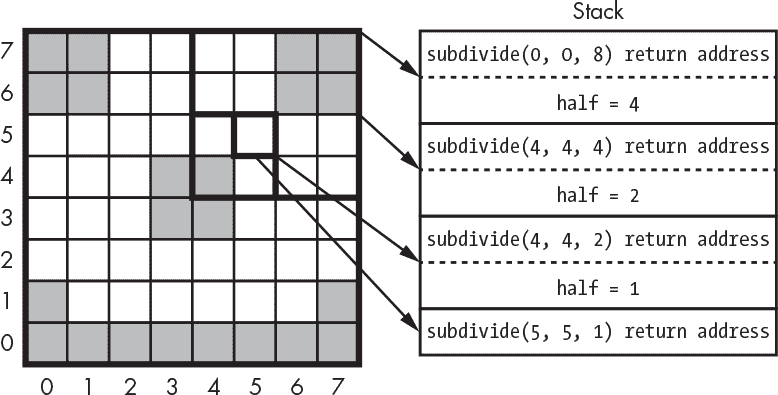 Stack
7
6
5
4
3
2
1
0
0 1 2 3 4 5 6 7
subdivide(0, 0, 8) return address
half = 4
subdivide(4, 4, 4) return address
half = 2
subdivide(4, 4, 2) return address
half = 1
subdivide(5, 5, 1) return address